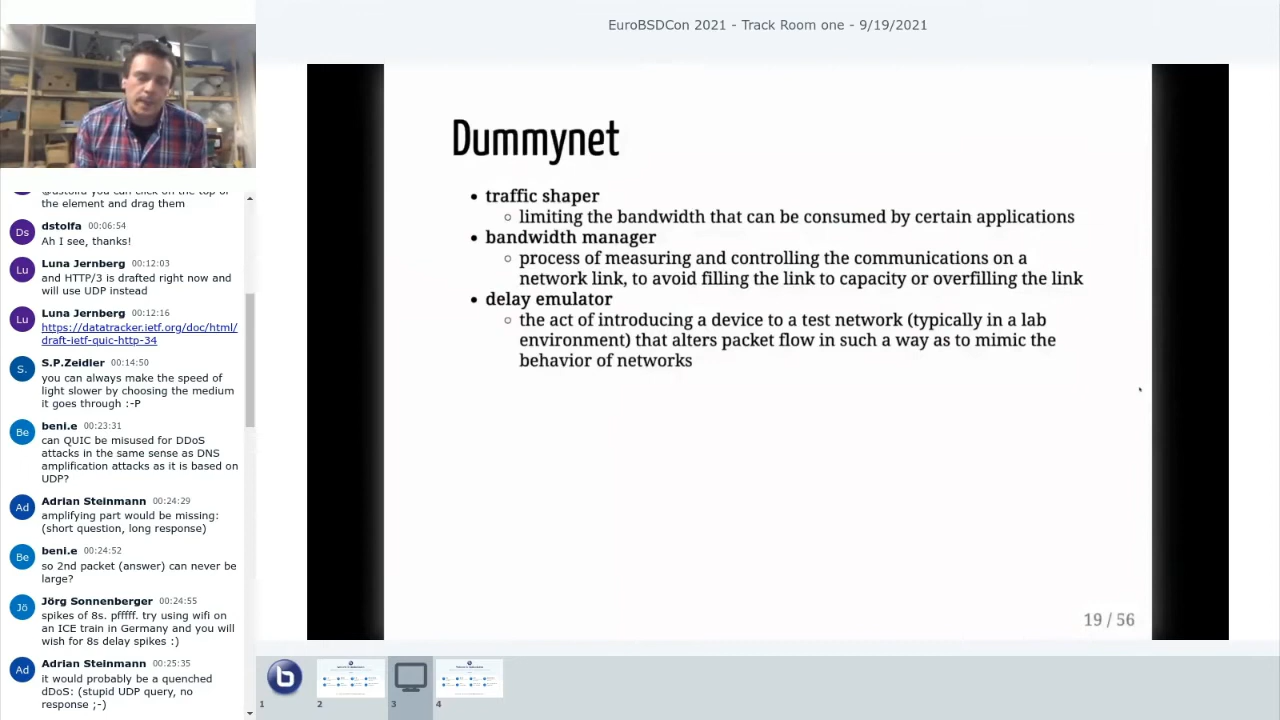 EuroBSDCon 2021 - Track Room one - 9/19/2021
the element and drag them
dstolfa 00:06:54
Ah I see, thanks!
Luna Jernberg 00:12:03
and HTTP/3 is drafted right now and
will use UDP instead
Luna Jernberg 00:12:16
https://datatracker.ietf.org/doc/html/
draft-ietf-quic-http-34
S.P.Zeidler 00:14:50
you can always make the speed of
light slower by choosing the medium
it goes through :-P
beni.e 00:23:31
can QUIC be misused for DDoS
attacks in the same sense as DNS
amplification attacks as it is based on
UDP?
Adrian Steinmann 00:24:29
amplifying part would be missing:
(short question, long response)
beni.e 00:24:52
so 2nd packet (answer) can never be
large?
Jörg Sonnenberger 00:24:55
spikes of 8s. pfffff. try using wifi on
an ICE train in Germany and you will
wish for 8s delay spikes :)
Adrian Steinmann 00:25:35
it would probably be a quenched
dDoS: (stupid UDP query, no
response ;-)
Ds
Lu
Lu
S.
Be
Ad
Be
Jö
Ad
Dummynet
• traffic shaper
○ limiting the bandwidth that can be consumed by certain applications
• bandwidth manager
○ process of measuring and controlling the communications on a
network link, to avoid filling the link to capacity or overfilling the link
• delay emulator
○ the act of introducing a device to a test network (typically in a lab
environment) that alters packet flow in such a way as to mimic the
behavior of networks
19 / 56
b
1
2
3
4